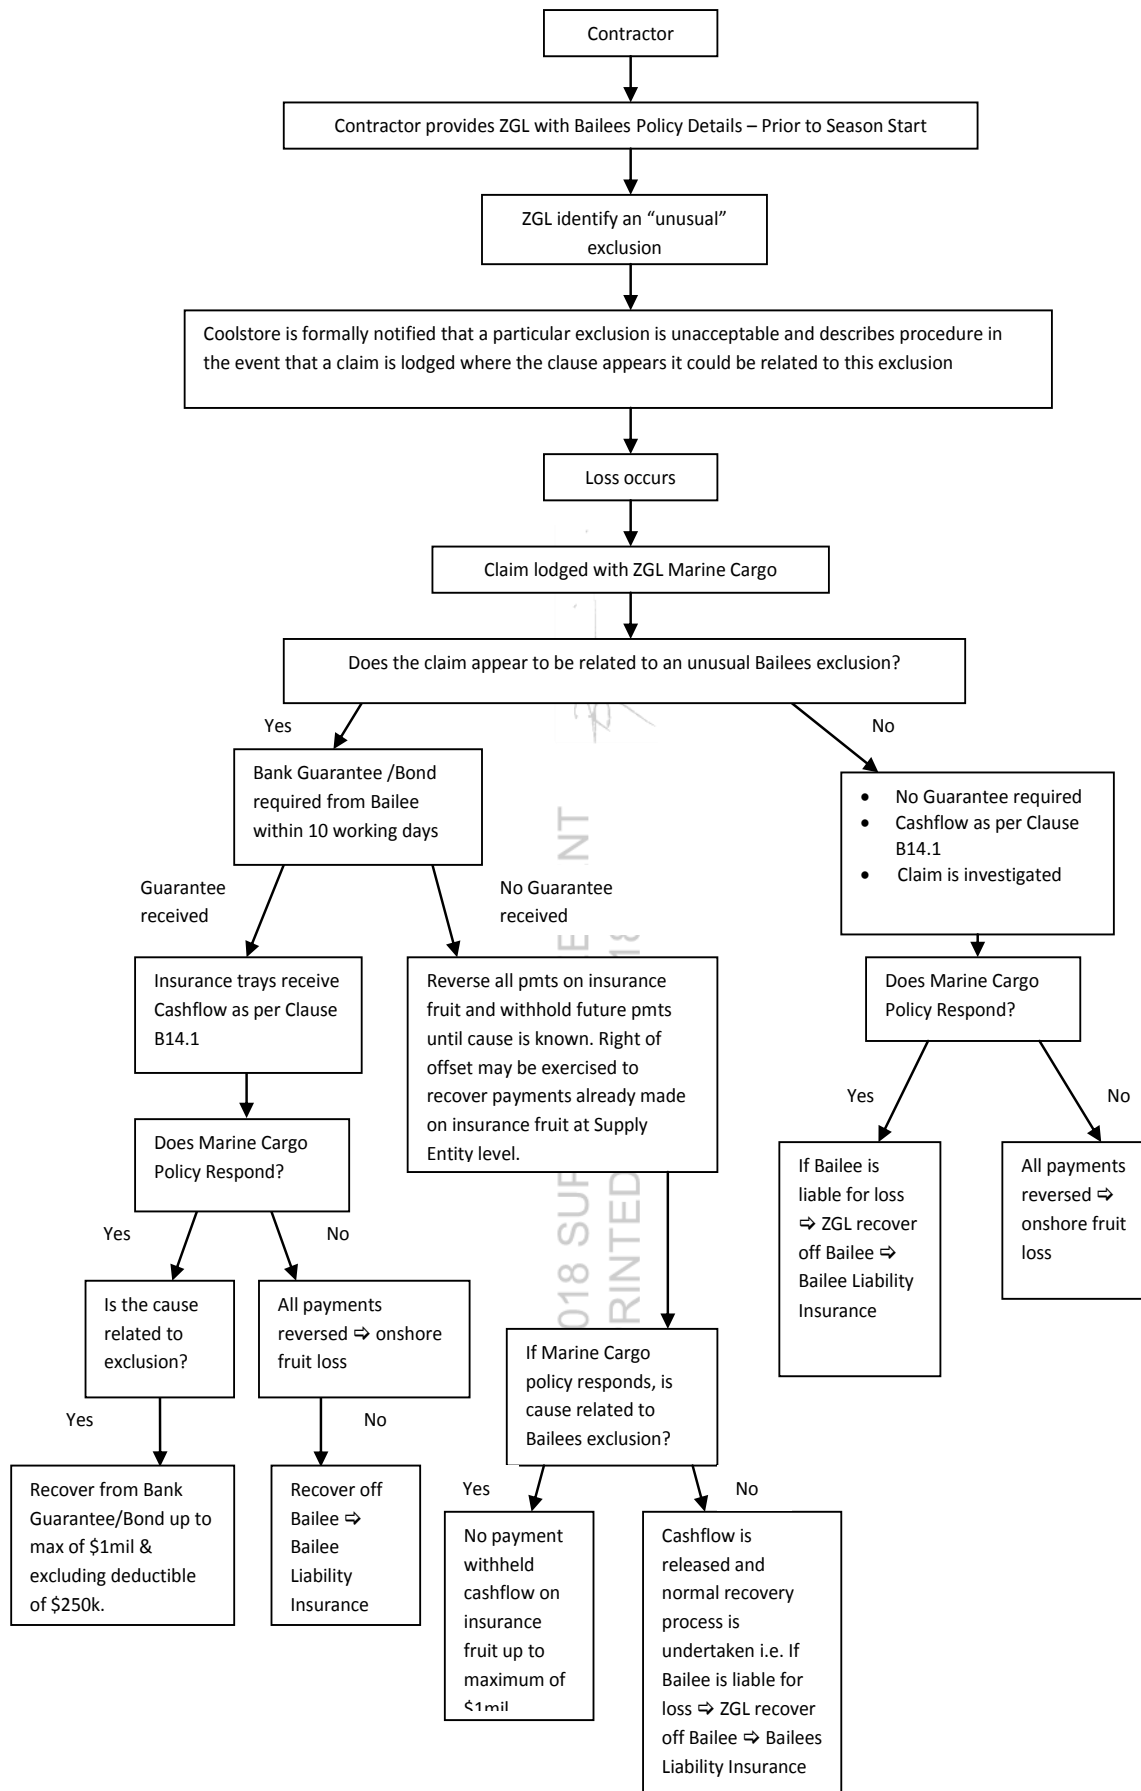 Contractor
Contractor provides ZGL with Bailees Policy Details – Prior to Season Start
ZGL identify an “unusual”
exclusion
Coolstore is formally notified that a particular exclusion is unacceptable and describes procedure in
the event that a claim is lodged where the clause appears it could be related to this exclusion
Loss occurs
Claim lodged with ZGL Marine Cargo
Does the claim appear to be related to an unusual Bailees exclusion?
Yes
No
Bank Guarantee /Bond
required from Bailee
within 10 working days
• No Guarantee required
• Cashflow as per Clause
B14.1
• Claim is investigated
Guarantee
received
No Guarantee
received
Insurance trays receive
Cashflow as per Clause
B14.1
Reverse all pmts on insurance
fruit and withhold future pmts
until cause is known. Right of
offset may be exercised to
recover payments already made
on insurance fruit at Supply
Entity level.
Does Marine Cargo
Policy Respond?
Yes
No
Does Marine Cargo
Policy Respond?
Yes
No
If Bailee is
liable for loss
⇨ ZGL recover
off Bailee ⇨
Bailee Liability
Insurance
All payments
reversed ⇨
onshore fruit
loss
Is the cause
related to
exclusion?
All payments
reversed ⇨ onshore
fruit loss
If Marine Cargo
policy responds, is
cause related to
Bailees exclusion?
Yes
No
Yes
No
Recover from Bank
Guarantee/Bond up to
max of $1mil &
excluding deductible
of $250k.
Recover off
Bailee ⇨
Bailee
Liability
Insurance
No payment
withheld
cashflow on
insurance
fruit up to
maximum of
$1mil
Cashflow is
released and
normal recovery
process is
undertaken i.e. If
Bailee is liable for
loss ⇨ ZGL recover
off Bailee ⇨ Bailees
Liability Insurance
018 SUP
RINTED
NT